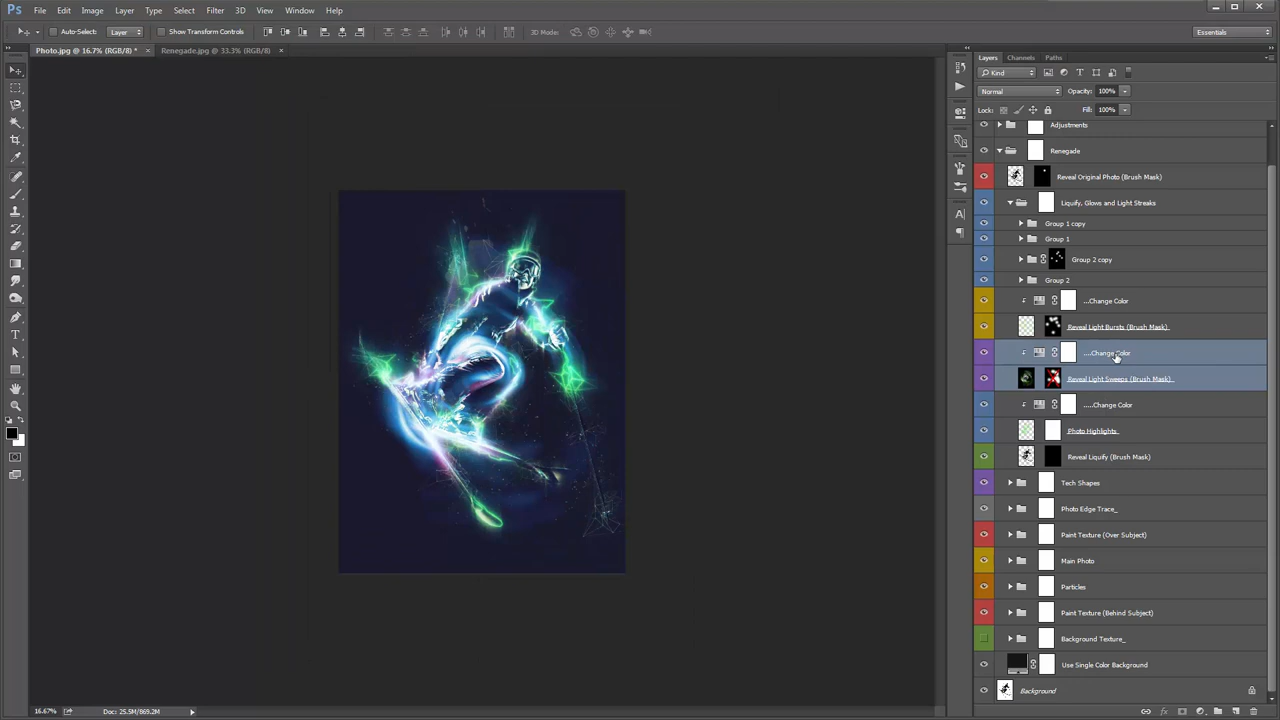 Ps File Edit Image Layer Type Select Filter 3D View Window Help
Auto-Select: Layer Show Transform Controls 3D Mode: Essentials
Photo.jpg @ 16.7% (RGB/8) * × Renegade.jpg @ 33.3% (RGB/8) ×
Layers Channels Paths
Kind
Normal Opacity: 100%
Lock: Fill: 100%
Adjustments
Renegade
Reveal Original Photo (Brush Mask)
Liquify, Glows and Light Streaks
Group 1 copy
Group 1
Group 2 copy
Group 2
...Change Color
Reveal Light Bursts (Brush Mask)_
....Change Color
Reveal Light Sweeps (Brush Mask)_
.....Change Color
Photo Highlights_
Reveal Liquify (Brush Mask)
Tech Shapes
Photo Edge Trace_
Paint Texture (Over Subject)
Main Photo
Particles
Paint Texture (Behind Subject)
Background Texture_
Use Single Color Background
Background
16.67% Doc: 25.5M/869.2M